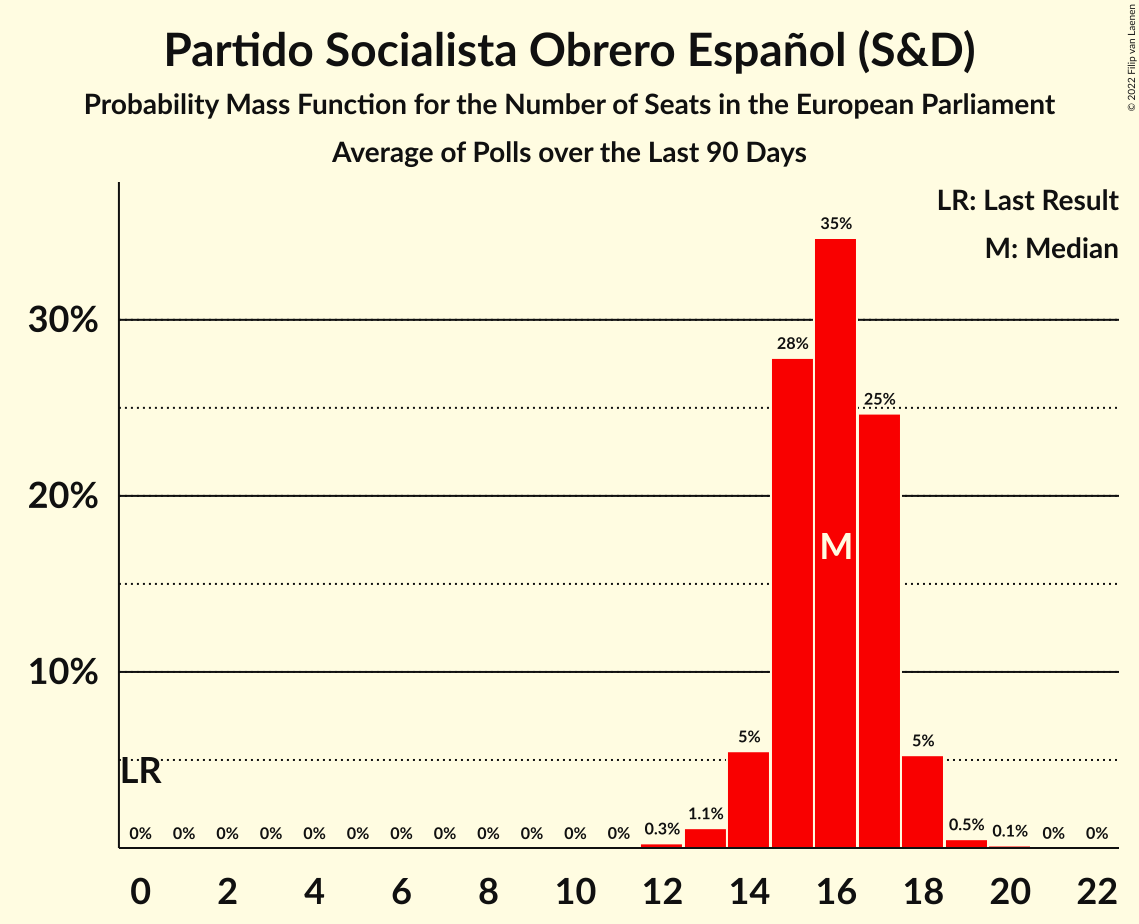 Partido Socialista Obrero Español (S&D)
Probability Mass Function for the Number of Seats in the European Parliament
Average of Polls over the Last 90 Days
© 2022 Filip van Laenen
LR: Last Result
M: Median
30%
20%
10%
35%
28%
25%
M
5%
5%
LR
0% 0% 0% 0% 0% 0% 0% 0% 0% 0% 0% 0% 0.3% 1.1% 0.5% 0.1% 0% 0%
0 2 4 6 8 10 12 14 16 18 20 22